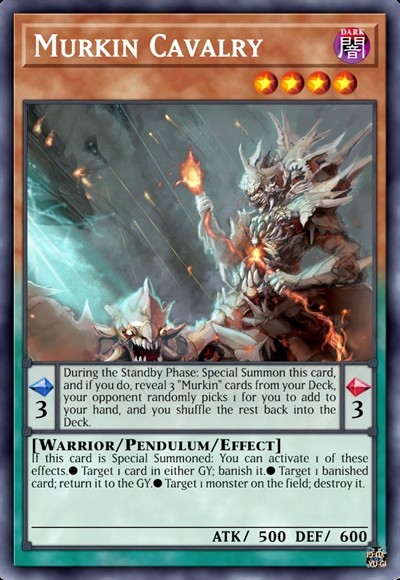 Murkin Cavalry
DARK
闇
During the Standby Phase: Special Summon this card,
and if you do, reveal 3 "Murkin" cards from your Deck,
your opponent randomly picks 1 for you to add to
your hand, and you shuffle the rest back into the
Deck.
3
3
[Warrior/Pendulum/Effect]
If this card is Special Summoned: You can activate 1 of these
effects.● Target 1 card in either GY; banish it.● Target 1 banished
card; return it to the GY.● Target 1 monster on the field; destroy it.
ATK/ 500 DEF/ 600